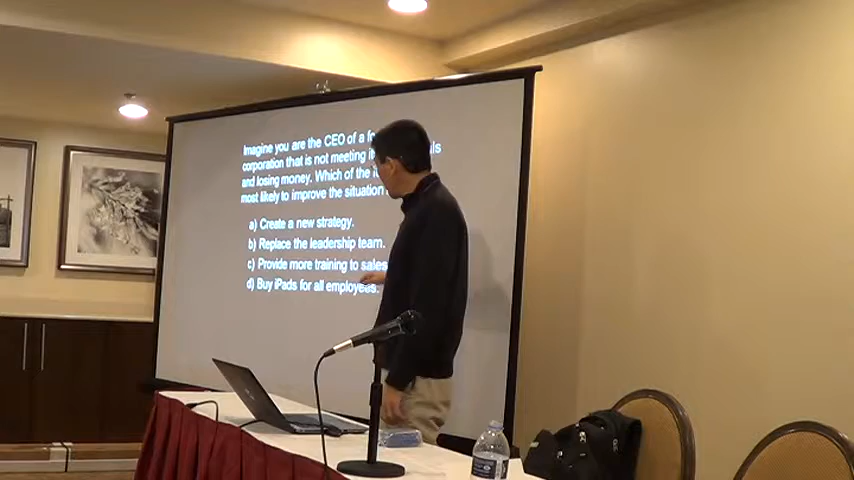 Imagine you are the CEO of a
corporation that is not meeting
and losing money. Which of the
most likely to improve the situation
a) Create a new strategy.
b) Replace the leadership team.
c) Provide more training to sales
d) Buy iPads for all employees.